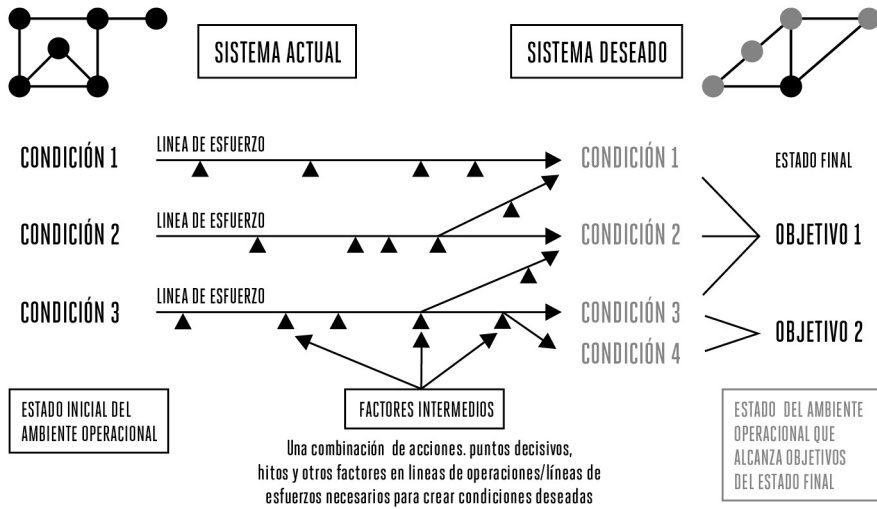 SISTEMA ACTUAL
SISTEMA DESEADO
CONDICIÓN 1
LINEA DE ESFUERZO
CONDICIÓN 1
ESTADO FINAL
CONDICIÓN 2
LINEA DE ESFUERZO
CONDICIÓN 2
OBJETIVO 1
CONDICIÓN 3
LINEA DE ESFUERZO
CONDICIÓN 3
CONDICIÓN 4
OBJETIVO 2
ESTADO INICIAL DEL
AMBIENTE OPERACIONAL
FACTORES INTERMEDIOS
Una combinación de acciones. puntos decisivos,
hitos y otros factores en lineas de operaciones/líneas de
esfuerzos necesarios para crear condiciones deseadas
ESTADO DEL AMBIENTE
OPERACIONAL QUE
ALCANZA OBJETIVOS
DEL ESTADO FINAL